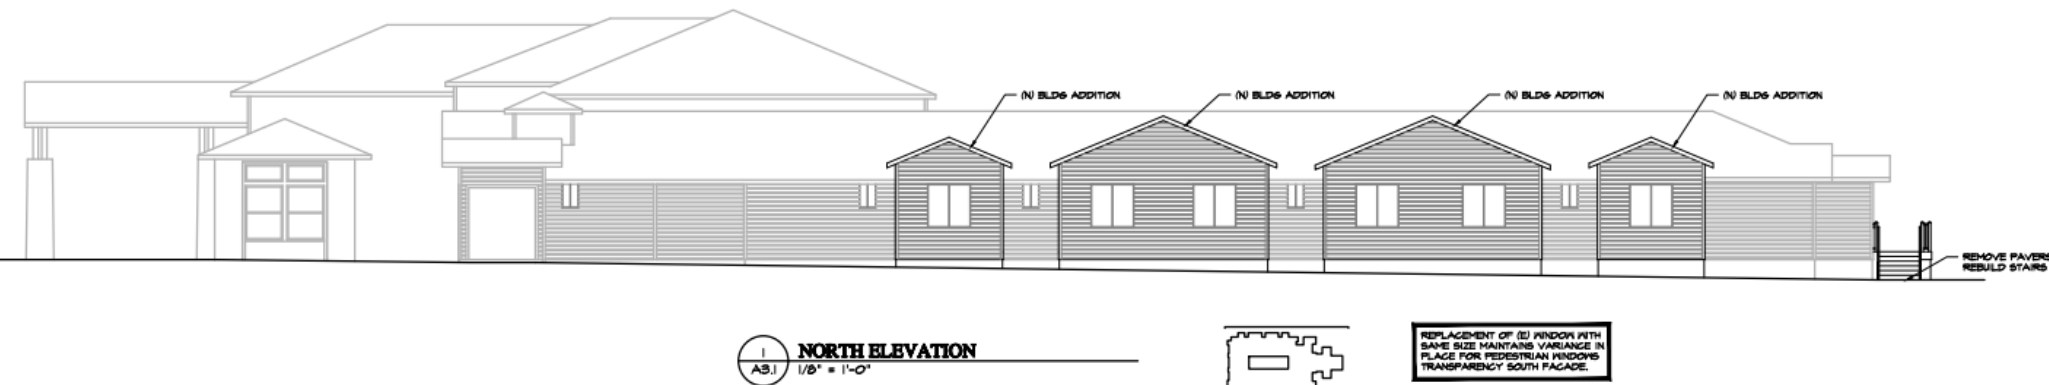 (N) BLDG ADDITION
(N) BLDG ADDITION
(N) BLDG ADDITION
(N) BLDG ADDITION
REMOVE PAVERS
REBUILD STAIRS
1
A3.1
NORTH ELEVATION
1/8" = 1'-0"
REPLACEMENT OF (E) WINDOW WITH
SAME SIZE MAINTAINS VARIANCE IN
PLACE FOR PEDESTRIAN WINDOWS
TRANSPARENCY SOUTH FACADE.